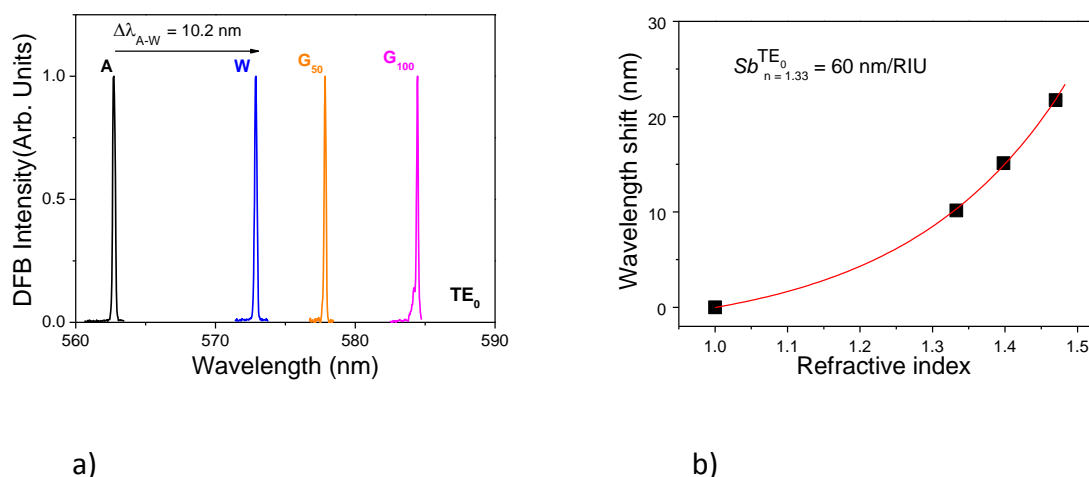 Δλ_A-W = 10.2 nm
A
W
G_50
G_100
TE_0
1.0
0.5
0.0
DFB Intensity(Arb. Units)
560
570
580
590
Wavelength (nm)
a)
Sb^TE_0_n = 1.33 = 60 nm/RIU
30
20
10
0
Wavelength shift (nm)
1.0
1.1
1.2
1.3
1.4
1.5
Refractive index
b)